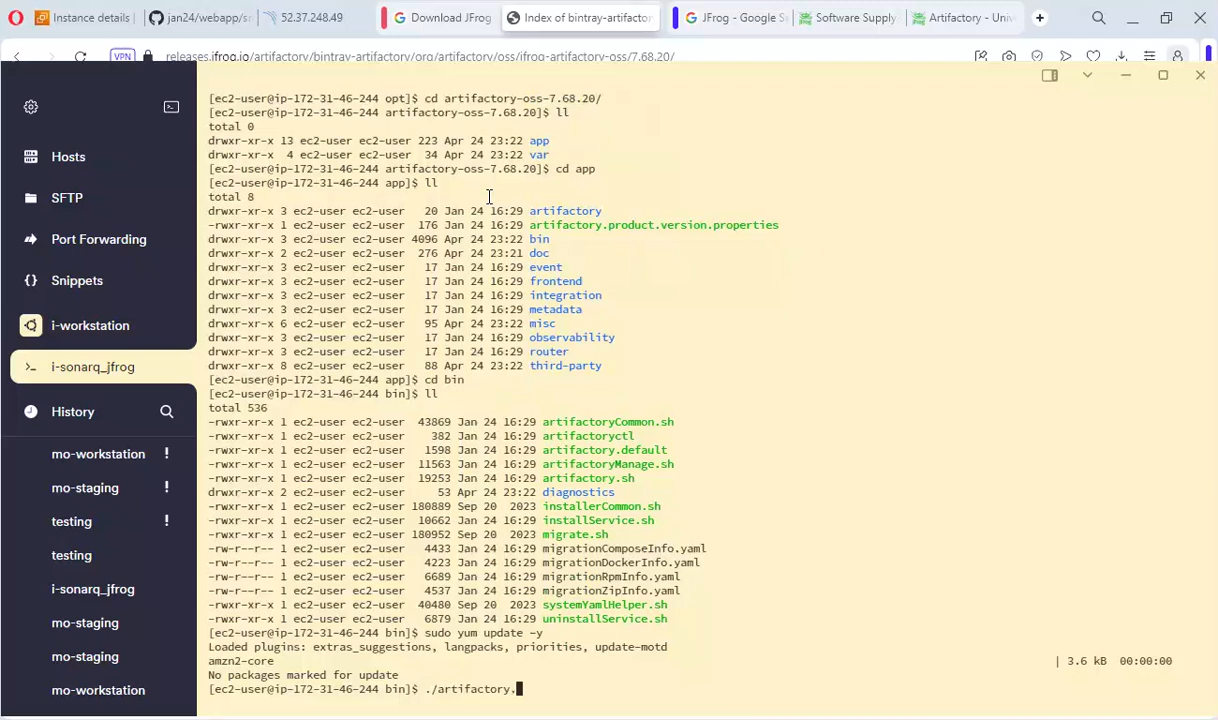 Instance details |
jan24/webapp/sr
52.37.248.49
Download JFrog
Index of bintray-artifactor
JFrog - Google S
Software Supply
Artifactory - Univ
VPN
releases.jfrog.io/artifactory/bintray-artifactory/org/artifactory/oss/jfrog-artifactory-oss/7.68.20/
Hosts
SFTP
Port Forwarding
Snippets
i-workstation
i-sonarq_jfrog
History
mo-workstation !
mo-staging !
testing !
testing
i-sonarq_jfrog
mo-staging
mo-staging
mo-workstation
[ec2-user@ip-172-31-46-244 opt]$ cd artifactory-oss-7.68.20/
[ec2-user@ip-172-31-46-244 artifactory-oss-7.68.20]$ ll
total 0
drwxr-xr-x 13 ec2-user ec2-user 223 Apr 24 23:22 app
drwxr-xr-x  4 ec2-user ec2-user  34 Apr 24 23:22 var
[ec2-user@ip-172-31-46-244 artifactory-oss-7.68.20]$ cd app
[ec2-user@ip-172-31-46-244 app]$ ll
total 8
drwxr-xr-x 3 ec2-user ec2-user   20 Jan 24 16:29 artifactory
-rwxr-xr-x 1 ec2-user ec2-user  176 Jan 24 16:29 artifactory.product.version.properties
drwxr-xr-x 3 ec2-user ec2-user 4096 Apr 24 23:22 bin
drwxr-xr-x 2 ec2-user ec2-user  276 Apr 24 23:21 doc
drwxr-xr-x 3 ec2-user ec2-user   17 Jan 24 16:29 event
drwxr-xr-x 3 ec2-user ec2-user   17 Jan 24 16:29 frontend
drwxr-xr-x 3 ec2-user ec2-user   17 Jan 24 16:29 integration
drwxr-xr-x 3 ec2-user ec2-user   17 Jan 24 16:29 metadata
drwxr-xr-x 6 ec2-user ec2-user   95 Apr 24 23:22 misc
drwxr-xr-x 3 ec2-user ec2-user   17 Jan 24 16:29 observability
drwxr-xr-x 3 ec2-user ec2-user   17 Jan 24 16:29 router
drwxr-xr-x 8 ec2-user ec2-user   88 Apr 24 23:22 third-party
[ec2-user@ip-172-31-46-244 app]$ cd bin
[ec2-user@ip-172-31-46-244 bin]$ ll
total 536
-rwxr-xr-x 1 ec2-user ec2-user  43869 Jan 24 16:29 artifactoryCommon.sh
-rwxr-xr-x 1 ec2-user ec2-user    382 Jan 24 16:29 artifactoryctl
-rwxr-xr-x 1 ec2-user ec2-user   1598 Jan 24 16:29 artifactory.default
-rwxr-xr-x 1 ec2-user ec2-user  11563 Jan 24 16:29 artifactoryManage.sh
-rwxr-xr-x 1 ec2-user ec2-user  19253 Jan 24 16:29 artifactory.sh
drwxr-xr-x 2 ec2-user ec2-user     53 Apr 24 23:22 diagnostics
-rwxr-xr-x 1 ec2-user ec2-user 180889 Sep 20  2023 installerCommon.sh
-rwxr-xr-x 1 ec2-user ec2-user  10662 Jan 24 16:29 installService.sh
-rwxr-xr-x 1 ec2-user ec2-user 180952 Sep 20  2023 migrate.sh
-rw-r--r-- 1 ec2-user ec2-user   4433 Jan 24 16:29 migrationComposeInfo.yaml
-rw-r--r-- 1 ec2-user ec2-user   4223 Jan 24 16:29 migrationDockerInfo.yaml
-rw-r--r-- 1 ec2-user ec2-user   6689 Jan 24 16:29 migrationRpmInfo.yaml
-rw-r--r-- 1 ec2-user ec2-user   4537 Jan 24 16:29 migrationZipInfo.yaml
-rwxr-xr-x 1 ec2-user ec2-user  40480 Sep 20  2023 systemYamlHelper.sh
-rwxr-xr-x 1 ec2-user ec2-user   6879 Jan 24 16:29 uninstallService.sh
[ec2-user@ip-172-31-46-244 bin]$ sudo yum update -y
Loaded plugins: extras_suggestions, langpacks, priorities, update-motd
amzn2-core | 3.6 kB 00:00:00
No packages marked for update
[ec2-user@ip-172-31-46-244 bin]$ ./artifactory.